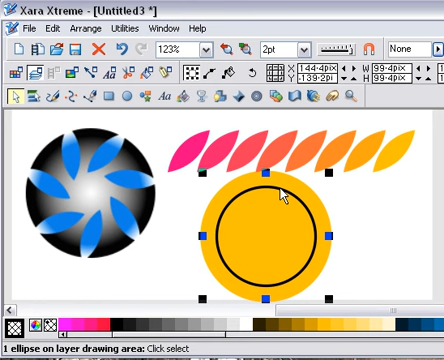 Xara Xtreme - [Untitled3 *]
File Edit Arrange Utilities Window Help
123% 2pt None
X 144·4pix W 99·4pix
Y -139·2pi H 99·4pix
1 ellipse on layer drawing area: Click select